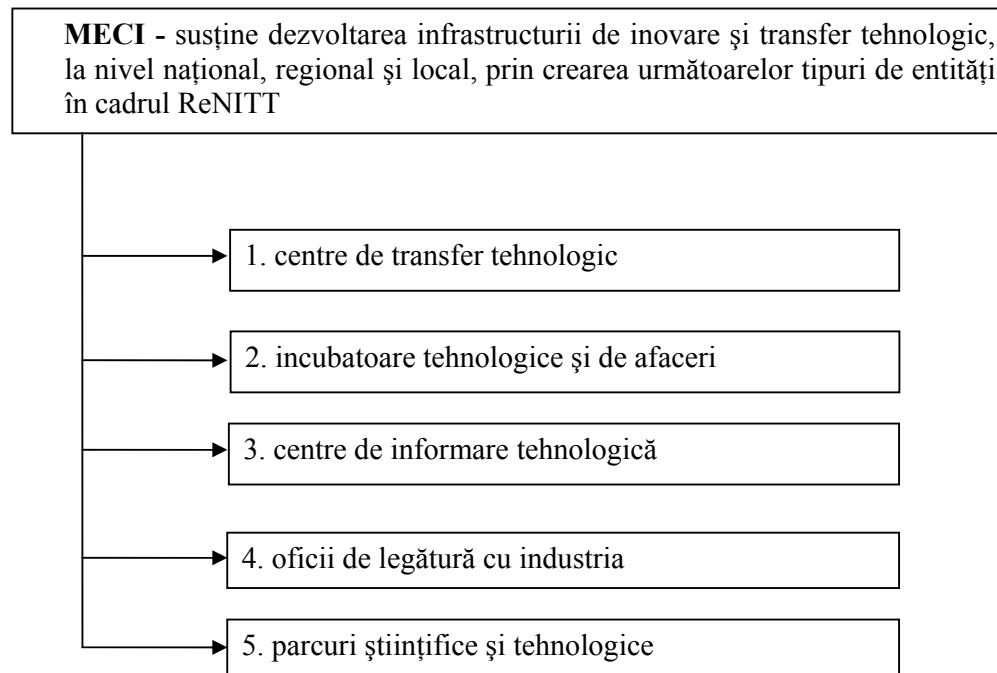 MECI - susține dezvoltarea infrastructurii de inovare şi transfer tehnologic,
la nivel național, regional şi local, prin crearea următoarelor tipuri de entități
în cadrul ReNITT
1. centre de transfer tehnologic
2. incubatoare tehnologice şi de afaceri
3. centre de informare tehnologică
4. oficii de legătură cu industria
5. parcuri ştiințifice şi tehnologice